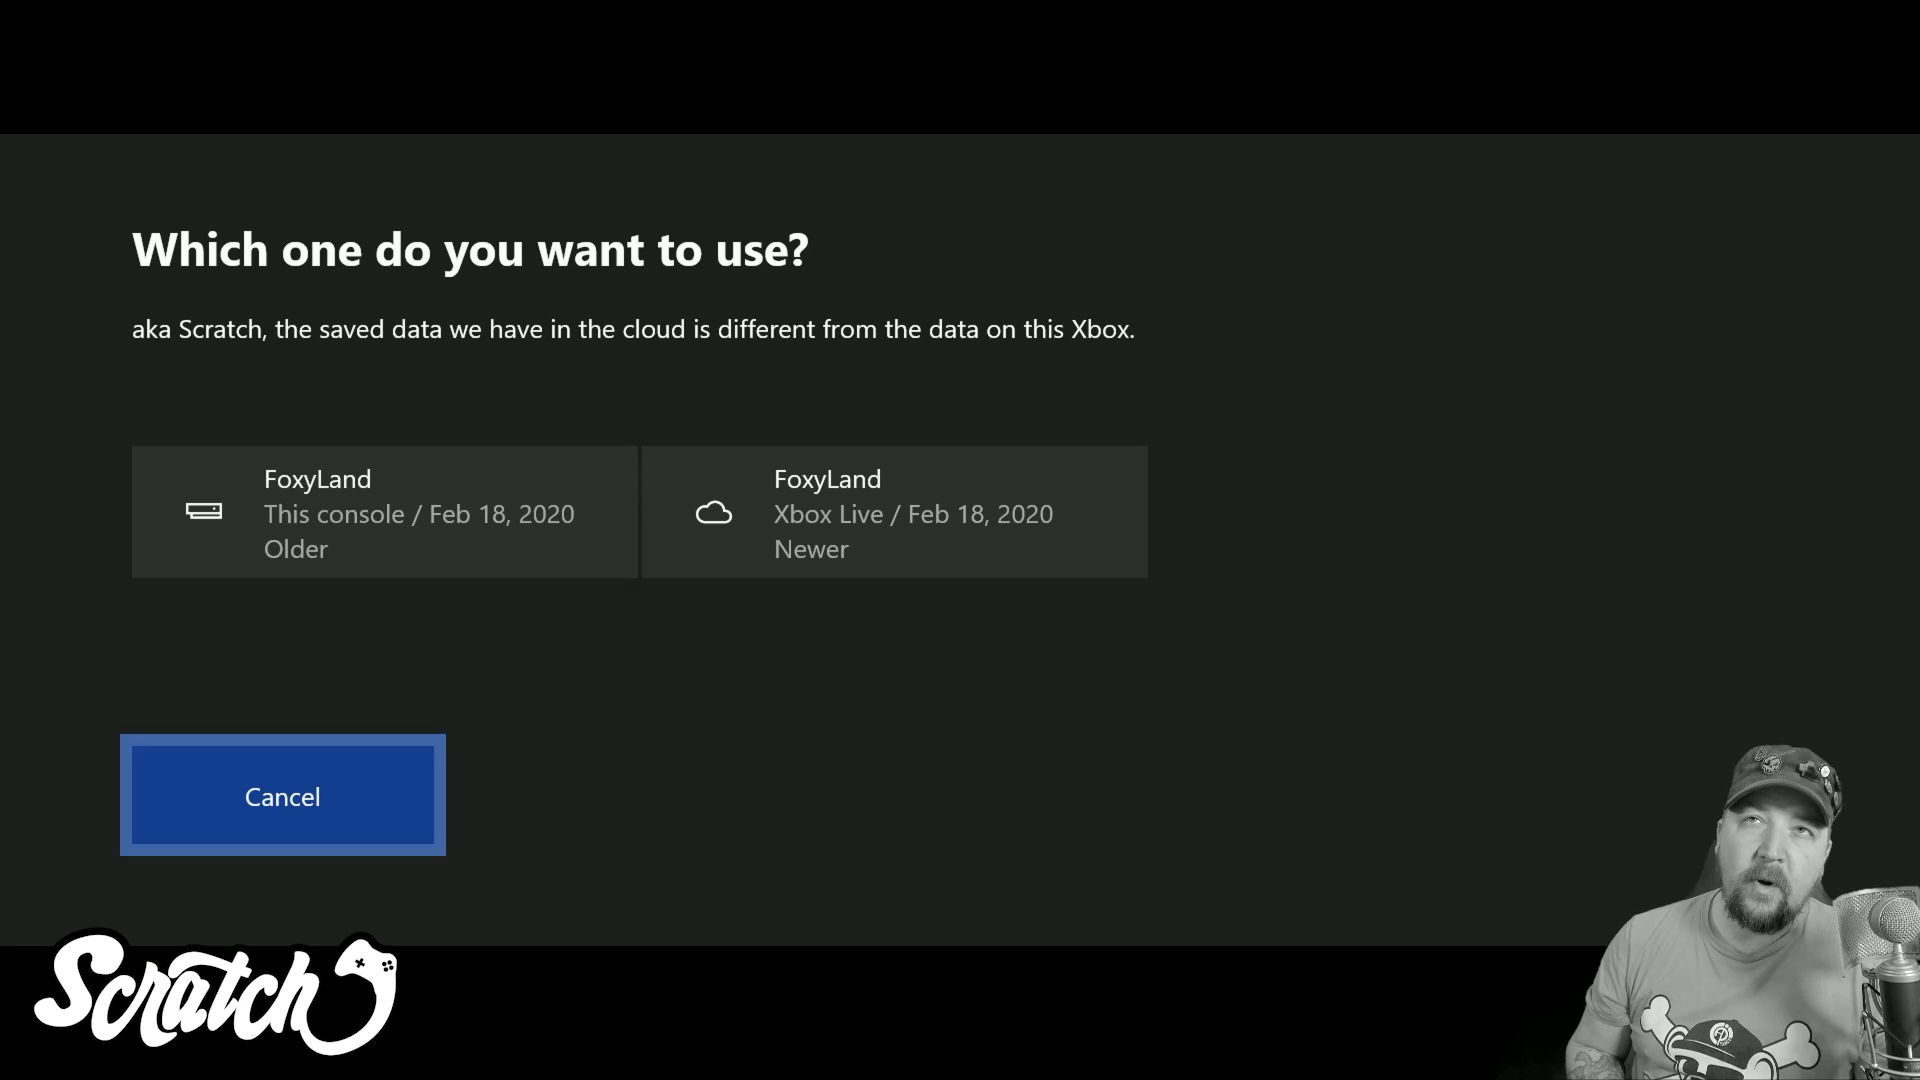 Which one do you want to use?
aka Scratch, the saved data we have in the cloud is different from the data on this Xbox.
FoxyLand
This console / Feb 18, 2020
Older
FoxyLand
Xbox Live / Feb 18, 2020
Newer
Cancel
Scratch